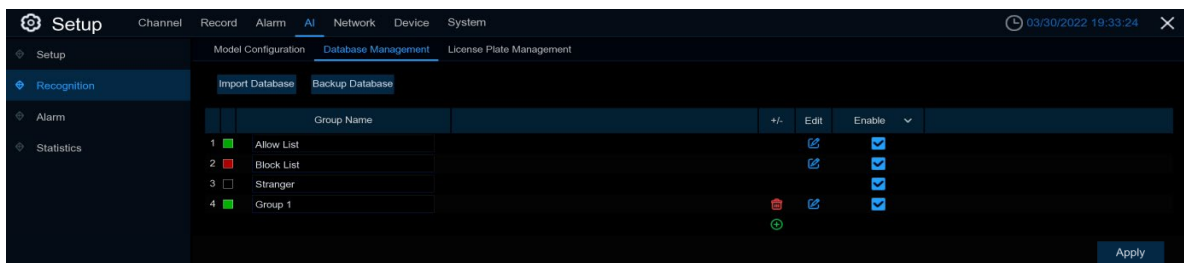 Setup Channel Record Alarm AI Network Device System 03/30/2022 19:33:24
Setup
Recognition
Alarm
Statistics
Model Configuration Database Management License Plate Management
Import Database Backup Database
Group Name +/- Edit Enable
1 Allow List
2 Block List
3 Stranger
4 Group 1
Apply